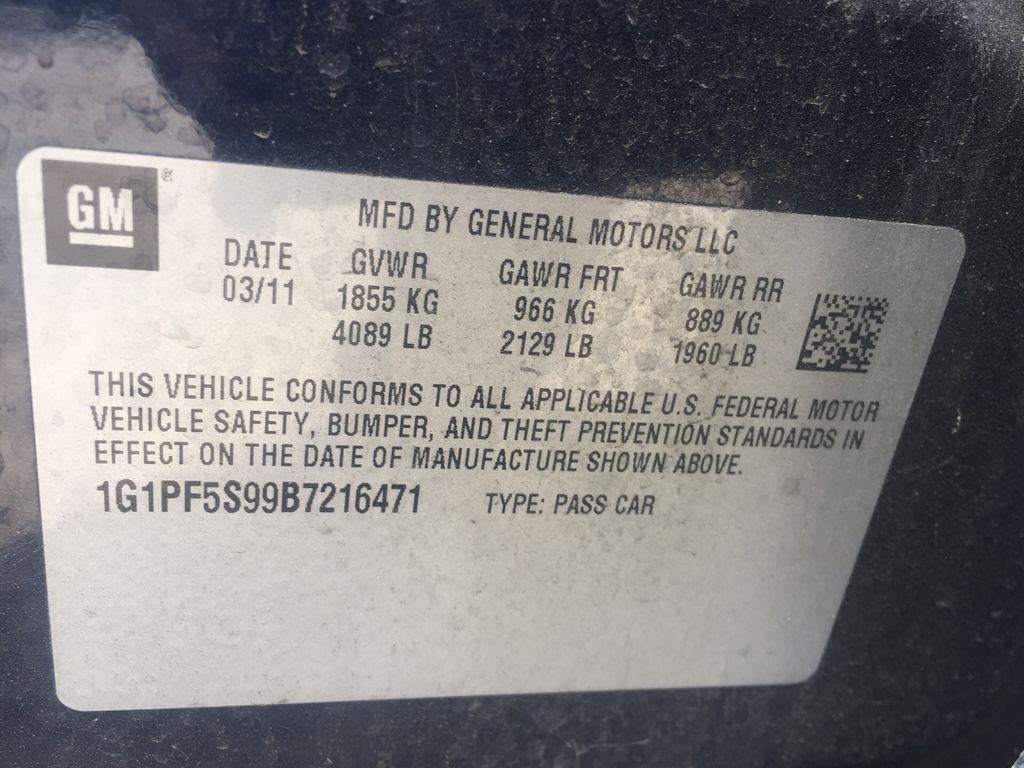 GM®
MFD BY GENERAL MOTORS LLC
DATE GVWR GAWR FRT GAWR RR
03/11 1855 KG 966 KG 889 KG
4089 LB 2129 LB 1960 LB
THIS VEHICLE CONFORMS TO ALL APPLICABLE U.S. FEDERAL MOTOR
VEHICLE SAFETY, BUMPER, AND THEFT PREVENTION STANDARDS IN
EFFECT ON THE DATE OF MANUFACTURE SHOWN ABOVE.
1G1PF5S99B7216471 TYPE: PASS CAR